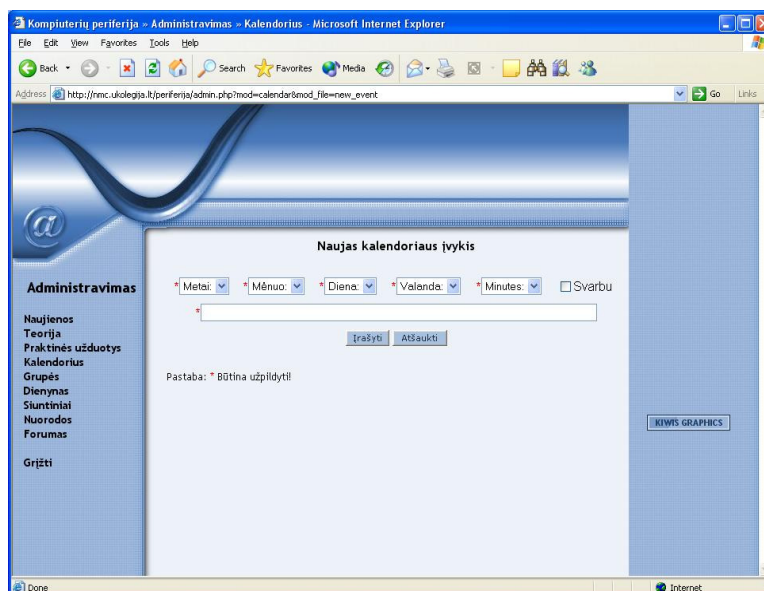 Kompiuterių periferija » Administravimas » Kalendorius - Microsoft Internet Explorer
File Edit View Favorites Tools Help
Back Search Favorites Media
Address http://nmc.ukolegija.lt/periferija/admin.php?mod=calendar&mod_file=new_event Go Links
@
Naujas kalendoriaus įvykis
Administravimas
* Metai: * Mėnuo: * Diena: * Valanda: * Minutes: Svarbu
*
Įrašyti Atšaukti
Naujienos
Teorija
Praktinės užduotys
Kalendorius
Grupės
Dienynas
Siuntiniai
Nuorodos
Forumas
Grįžti
Pastaba: * Būtina užpildyti!
KIWIS GRAPHICS
Done Internet